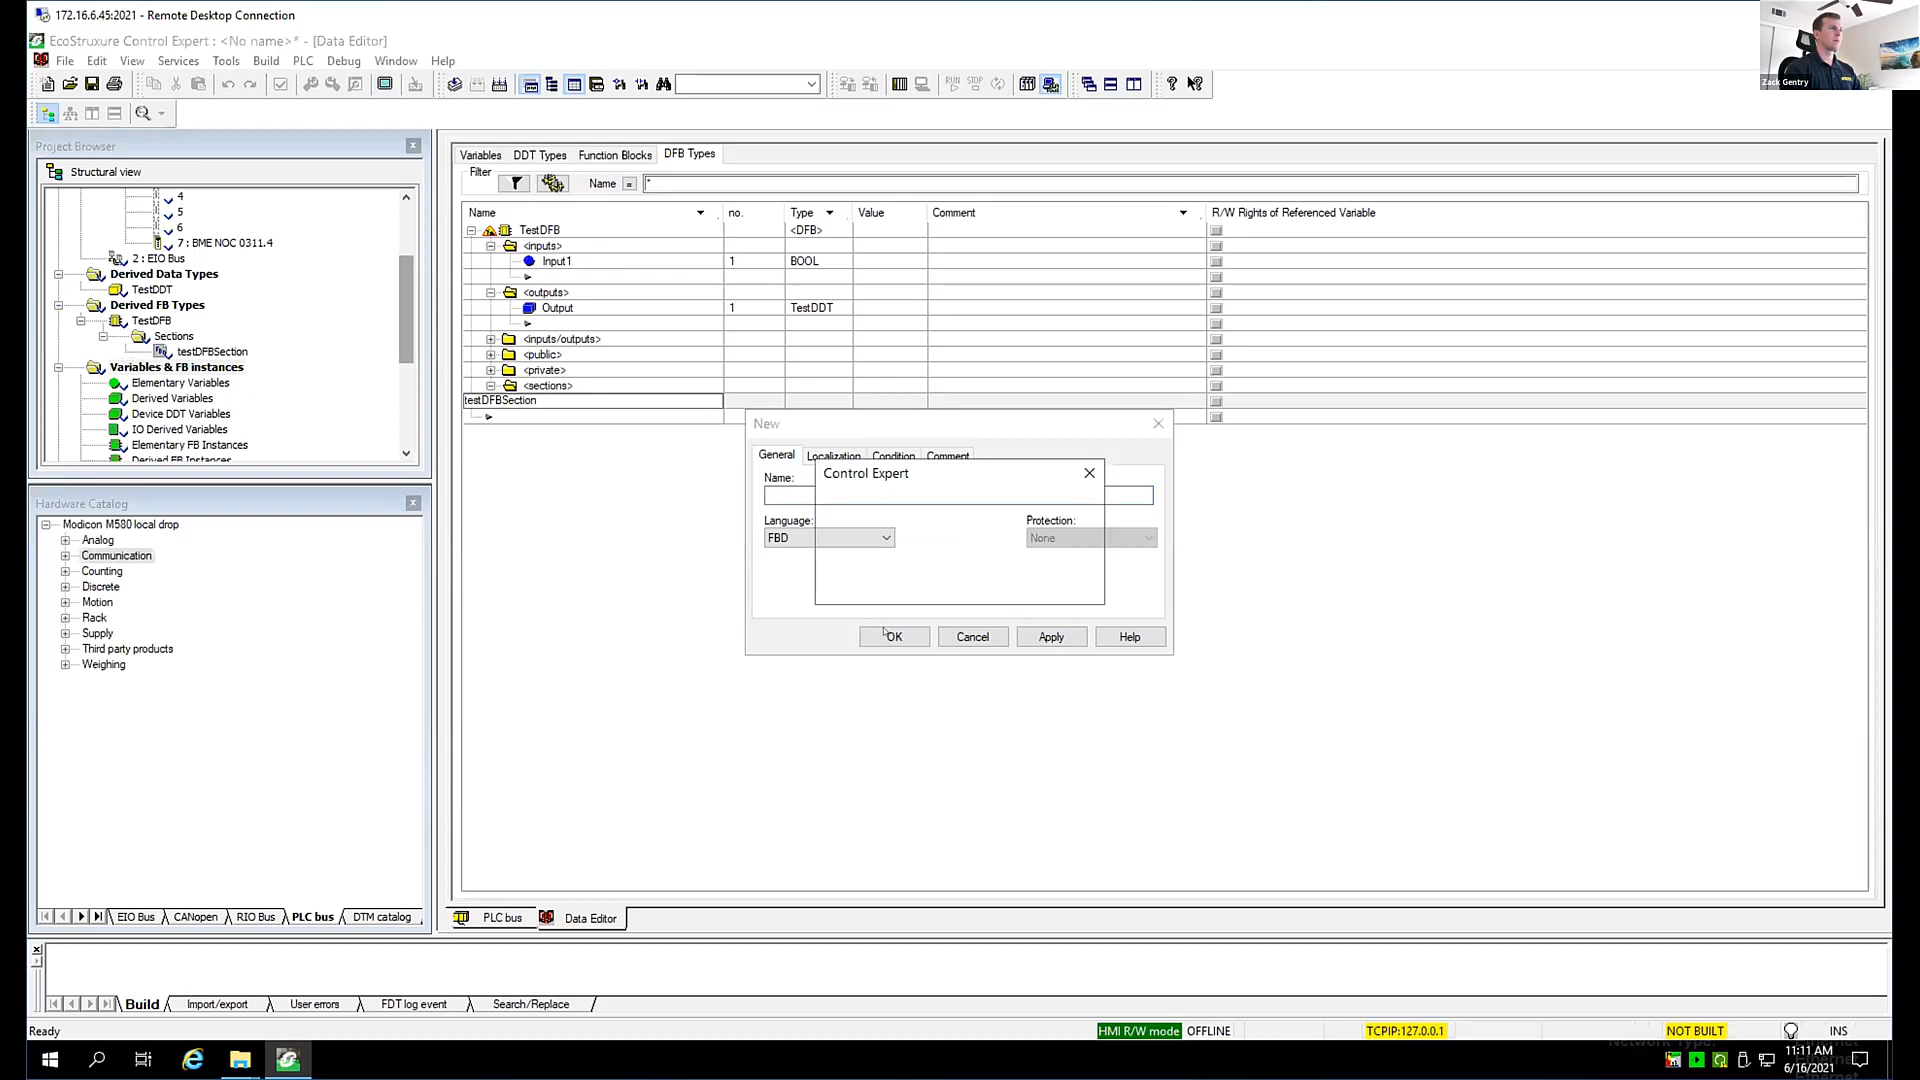 172.16.6.45:2021 - Remote Desktop Connection
EcoStruxure Control Expert : <No name>* - [Data Editor]
File Edit View Services Tools Build PLC Debug Window Help
RUN STOP
Zack Gentry
Project Browser
Structural view
4
5
6
7 : BME NOC 0311.4
2 : EIO Bus
Derived Data Types
TestDDT
Derived FB Types
TestDFB
Sections
testDFBSection
Variables & FB instances
Elementary Variables
Derived Variables
Device DDT Variables
IO Derived Variables
Elementary FB Instances
Derived FB Instances
Hardware Catalog
Modicon M580 local drop
Analog
Communication
Counting
Discrete
Motion
Rack
Supply
Third party products
Weighing
EIO Bus CANopen RIO Bus PLC bus DTM catalog
Variables DDT Types Function Blocks DFB Types
Filter Name = *
Name no. Type Value Comment R/W Rights of Referenced Variable
TestDFB <DFB>
<inputs>
Input1 1 BOOL
<outputs>
Output 1 TestDDT
<inputs/outputs>
<public>
<private>
<sections>
testDFBSection
New
General Localization Condition Comment
Control Expert
Name:
Language: Protection:
FBD None
OK Cancel Apply Help
PLC bus Data Editor
Build Import/export User errors FDT log event Search/Replace
Ready HMI R/W mode OFFLINE TCPIP:127.0.0.1 NOT BUILT INS
11:11 AM
6/16/2021